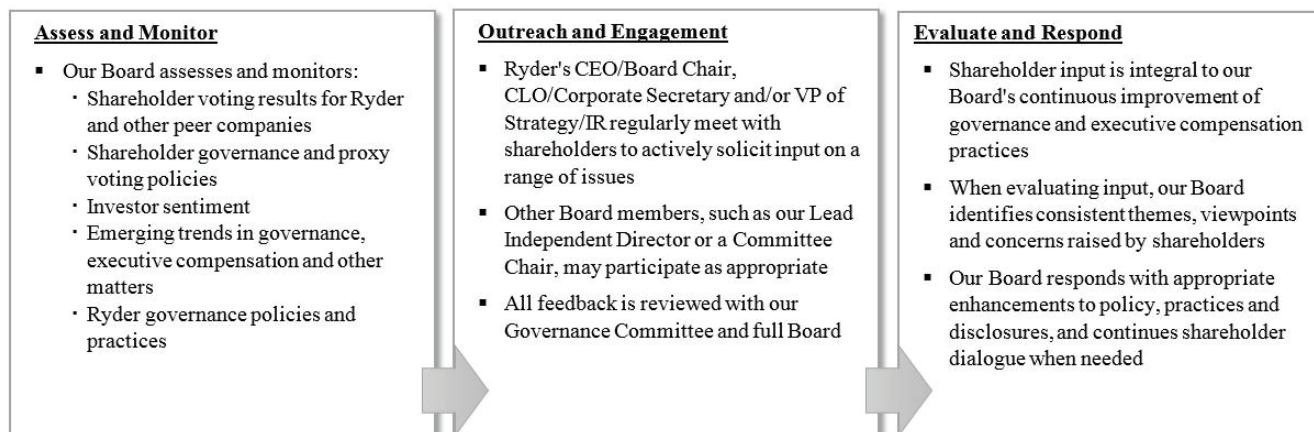 Assess and Monitor
▪ Our Board assesses and monitors:
· Shareholder voting results for Ryder
and other peer companies
· Shareholder governance and proxy
voting policies
· Investor sentiment
· Emerging trends in governance,
executive compensation and other
matters
· Ryder governance policies and
practices
Outreach and Engagement
▪ Ryder's CEO/Board Chair,
CLO/Corporate Secretary and/or VP of
Strategy/IR regularly meet with
shareholders to actively solicit input on a
range of issues
▪ Other Board members, such as our Lead
Independent Director or a Committee
Chair, may participate as appropriate
▪ All feedback is reviewed with our
Governance Committee and full Board
Evaluate and Respond
▪ Shareholder input is integral to our
Board's continuous improvement of
governance and executive compensation
practices
▪ When evaluating input, our Board
identifies consistent themes, viewpoints
and concerns raised by shareholders
▪ Our Board responds with appropriate
enhancements to policy, practices and
disclosures, and continues shareholder
dialogue when needed